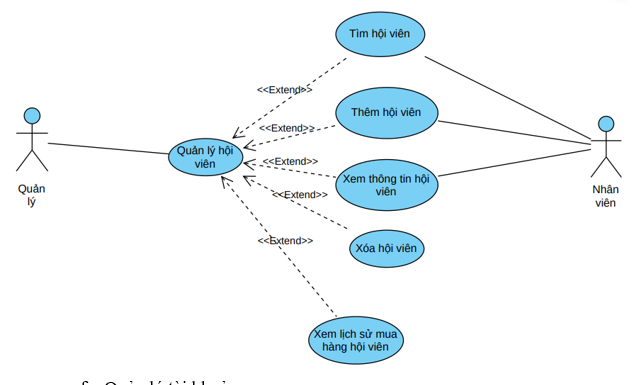 Tìm hội viên
<<Extend>>
Thêm hội viên
<<Extend>>
Quản lý hội
viên
<<Extend>>
Xem thông tin hội
viên
Quản
lý
Nhân
viên
<<Extend>>
Xóa hội viên
<<Extend>>
Xem lịch sử mua
hàng hội viên